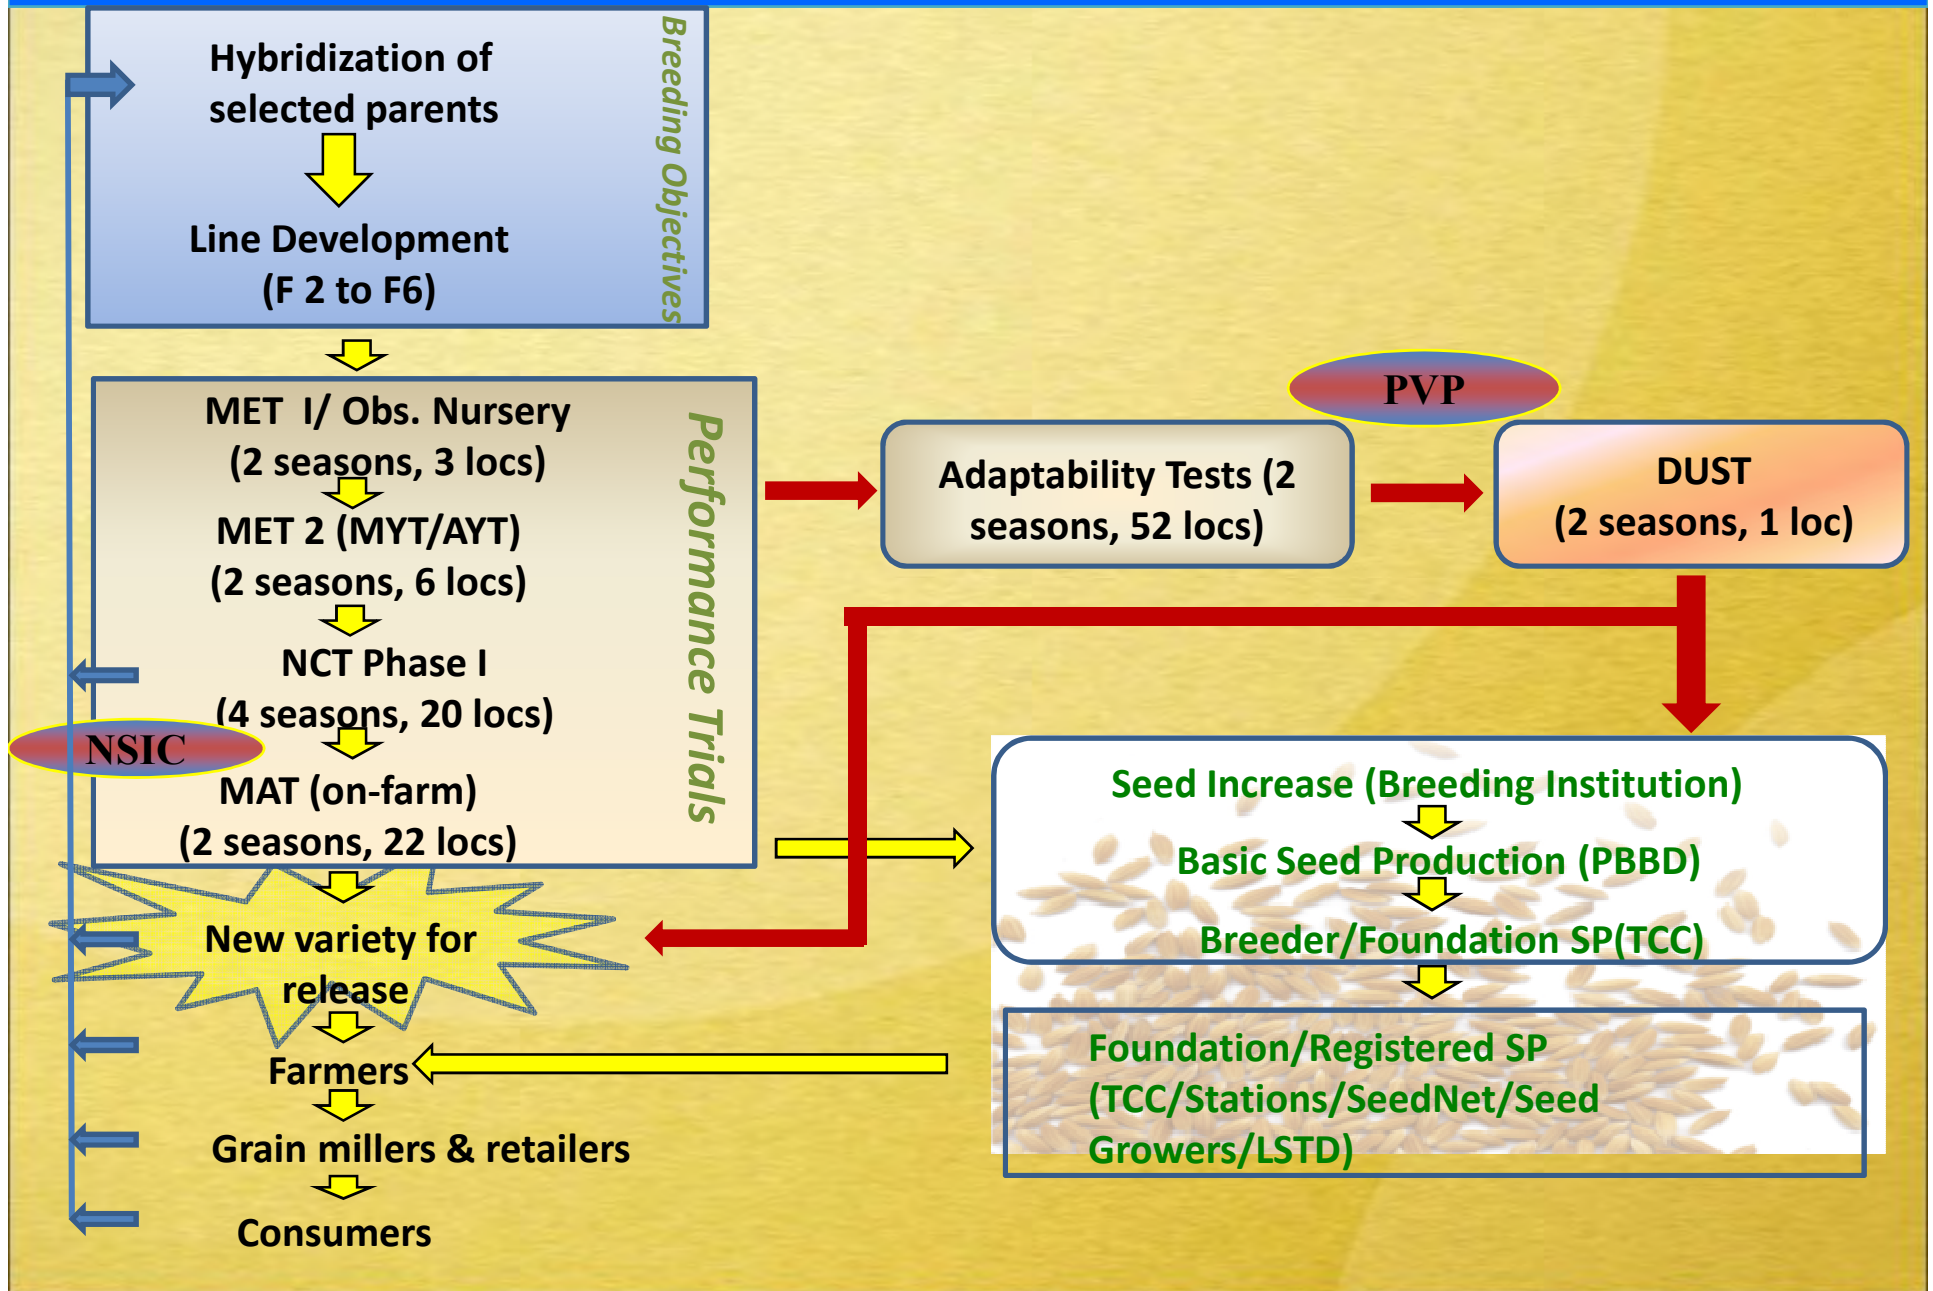 Hybridization of
selected parents
Line Development
(F 2 to F6)
Breeding Objectives
MET  I/ Obs. Nursery
(2 seasons, 3 locs)
MET 2 (MYT/AYT)
(2 seasons, 6 locs)
NCT Phase I
(4 seasons, 20 locs)
NSIC
MAT (on-farm)
(2 seasons, 22 locs)
Performance Trials
New variety for
release
Farmers
Grain millers & retailers
Consumers
Adaptability Tests (2
seasons, 52 locs)
PVP
DUST
(2 seasons, 1 loc)
Seed Increase (Breeding Institution)
Basic Seed Production (PBBD)
Breeder/Foundation SP(TCC)
Foundation/Registered SP
(TCC/Stations/SeedNet/Seed
Growers/LSTD)